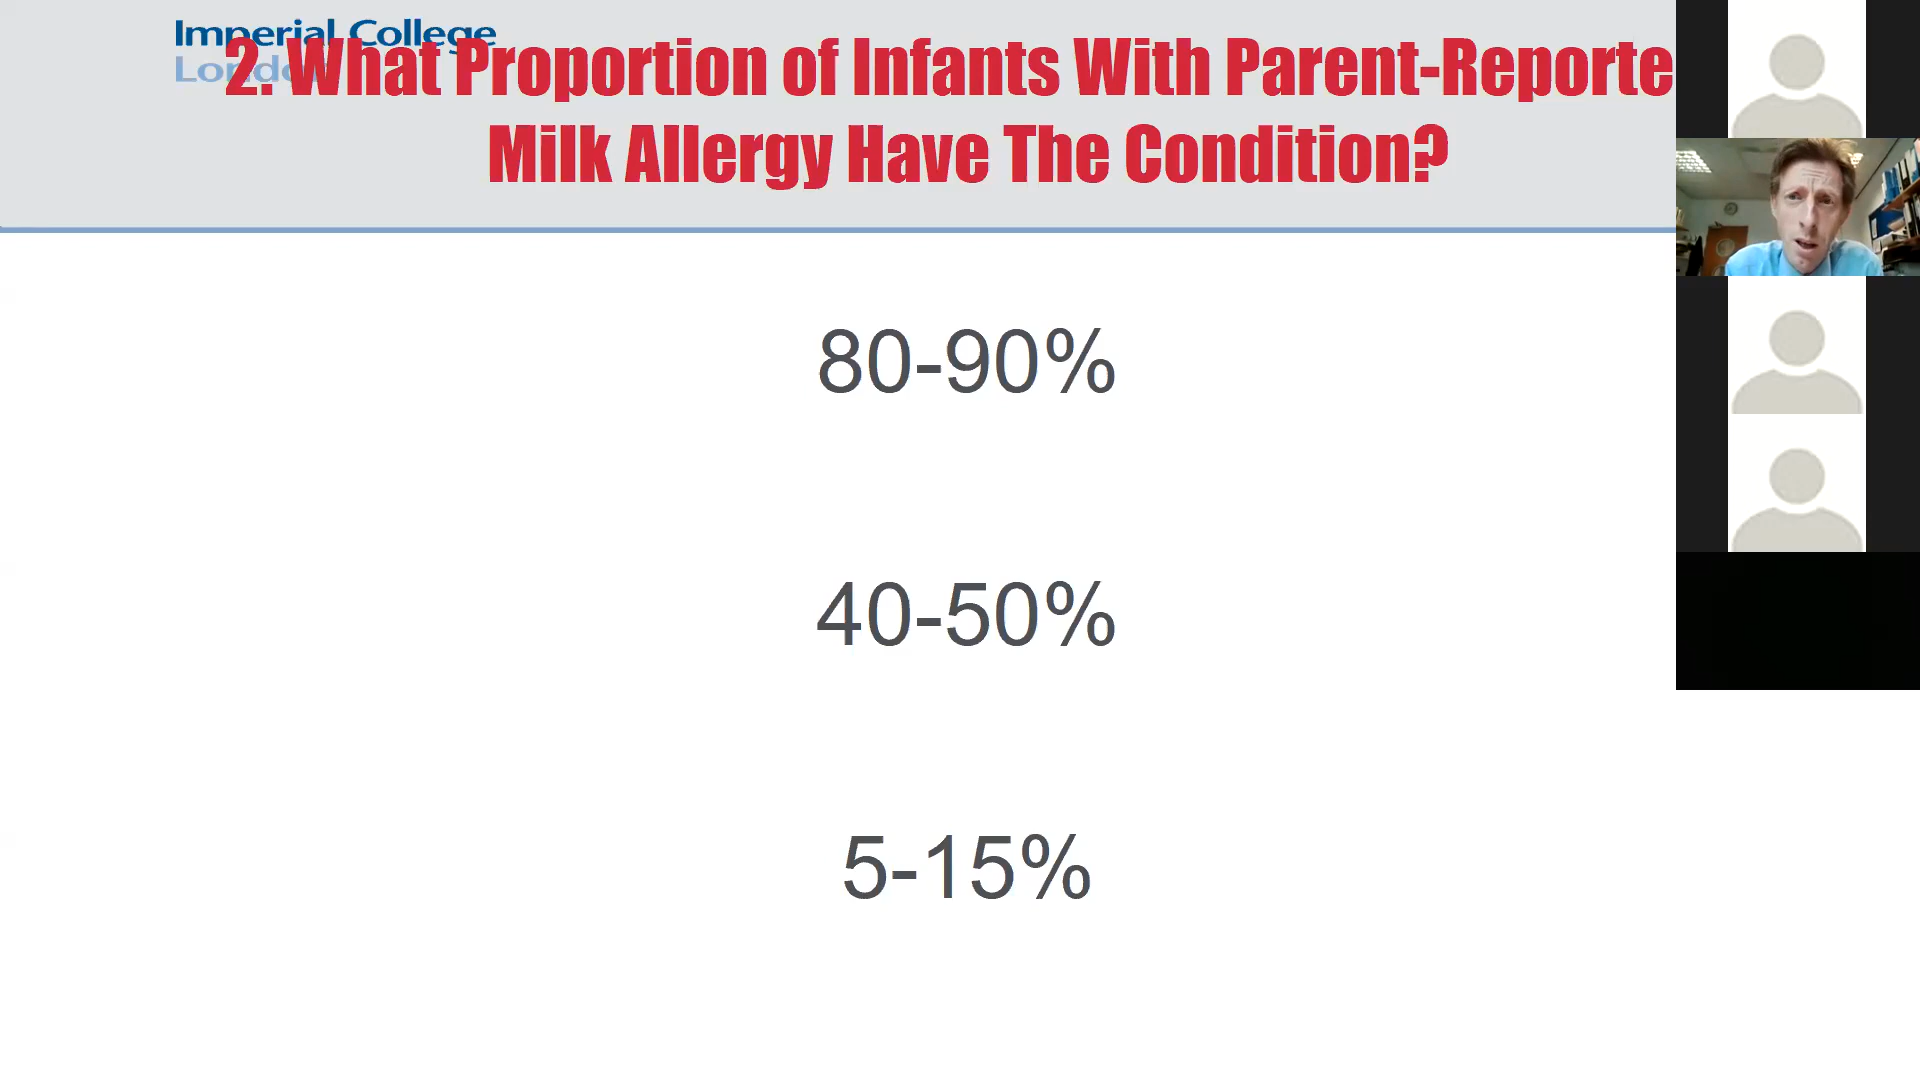 Imperial College
London
2. What Proportion of Infants With Parent-Reporte
Milk Allergy Have The Condition?
80-90%
40-50%
5-15%